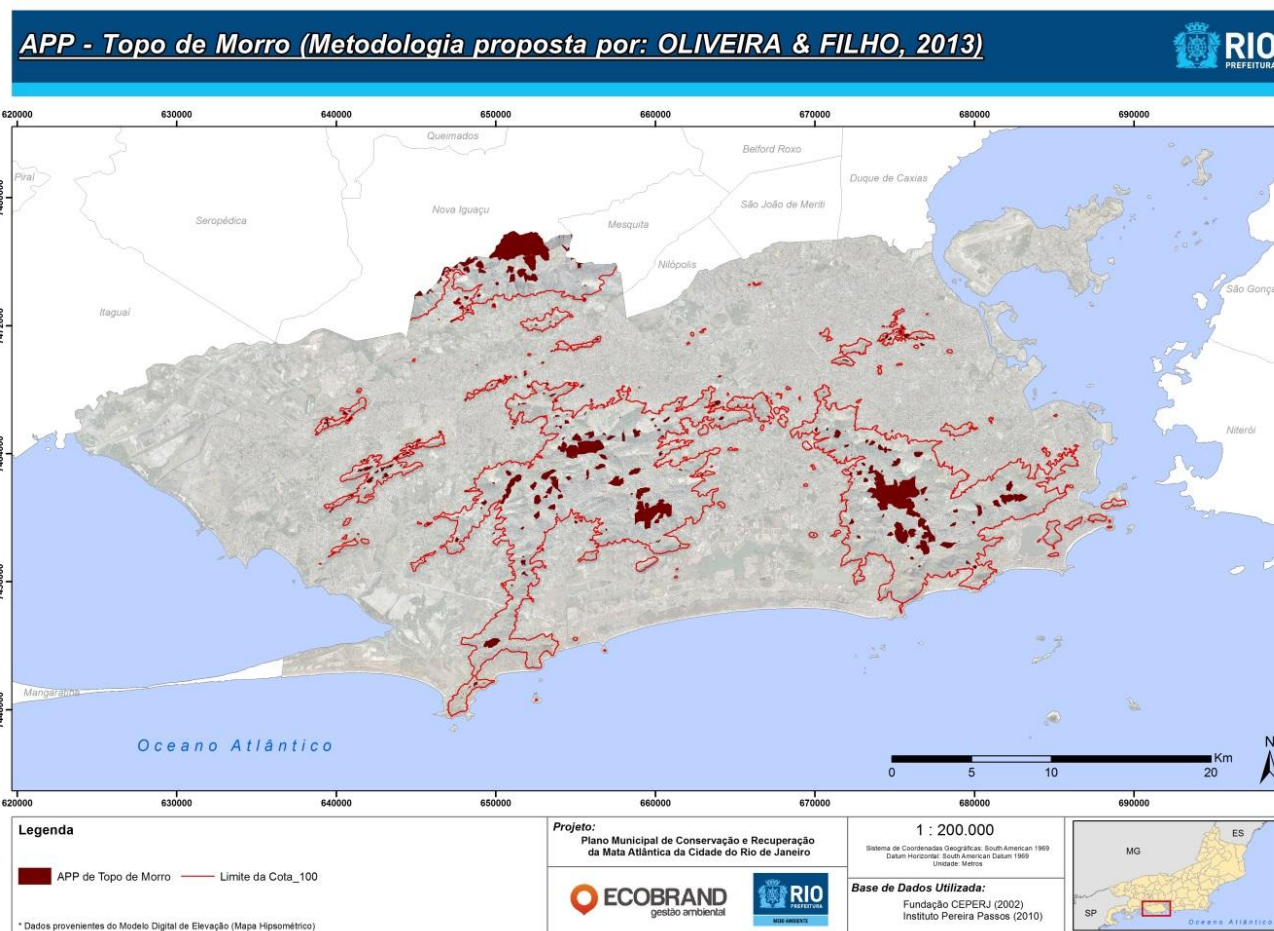 APP - Topo de Morro (Metodologia proposta por: OLIVEIRA & FILHO, 2013)
RIO
PREFEITURA
620000 630000 640000 650000 660000 670000 680000 690000
Queimados
Belford Roxo
Piraí
Duque de Caxias
Seropédica
Nova Iguaçu
Mesquita
São João de Meriti
Nilópolis
São Gonça
Itaguaí
7472000
Niterói
Mangaratiba
Oceano Atlântico
N
Km
0 5 10 20
620000 630000 640000 650000 660000 670000 680000 690000
Legenda
APP de Topo de Morro
Limite da Cota_100
* Dados provenientes do Modelo Digital de Elevação (Mapa Hipsométrico)
Projeto:
Plano Municipal de Conservação e Recuperação
da Mata Atlântica da Cidade do Rio de Janeiro
ECOBRAND
gestão ambiental
RIO
PREFEITURA
MEIO AMBIENTE
1 : 200.000
Sistema de Coordenadas Geográficas: South American 1969
Datum Horizontal: South American Datum 1969
Unidade: Metros
Base de Dados Utilizada:
Fundação CEPERJ (2002)
Instituto Pereira Passos (2010)
MG
ES
SP
Oceano Atlântico